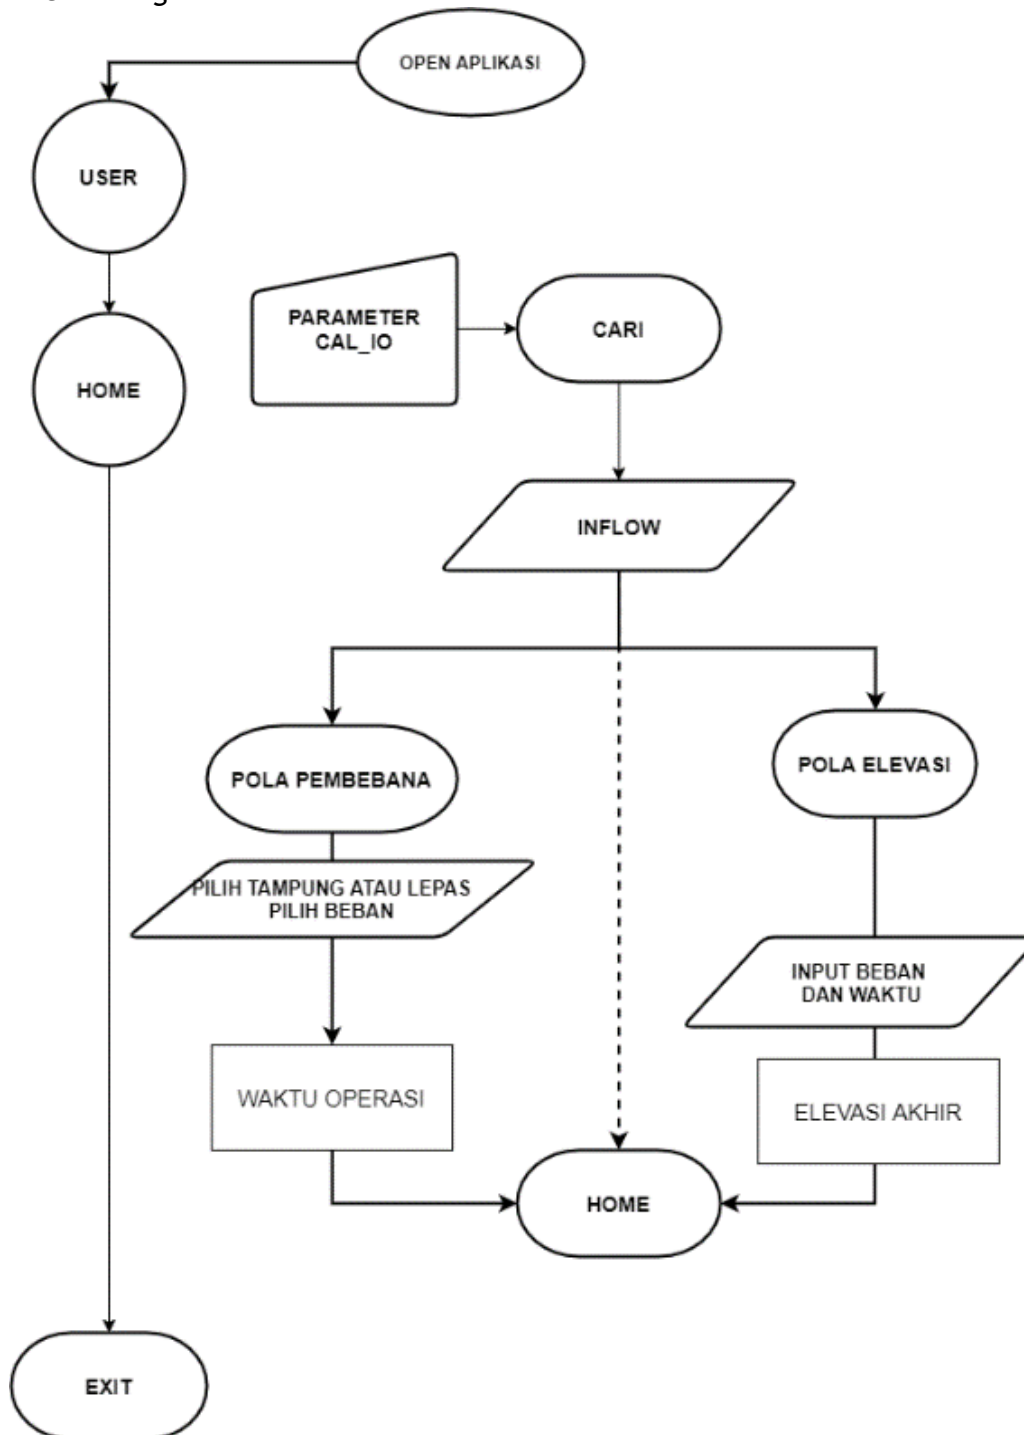 OPEN APLIKASI
USER
HOME
PARAMETER
CAL_IO
CARI
INFLOW
POLA PEMBEBANA
POLA ELEVASI
PILIH TAMPUNG ATAU LEPAS
PILIH BEBAN
INPUT BEBAN
DAN WAKTU
WAKTU OPERASI
ELEVASI AKHIR
HOME
EXIT